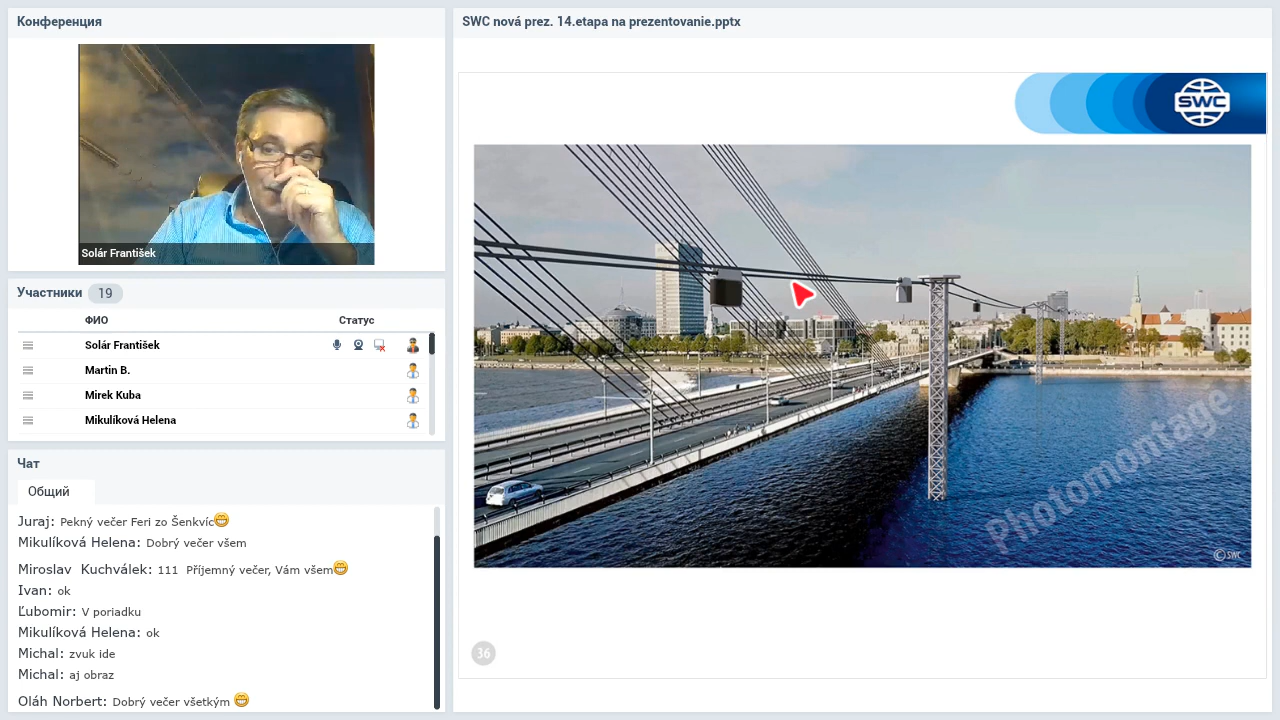 Конференция
Solár František
Участники 19
ФИО Статус
Solár František
Martin B.
Mirek Kuba
Mikulíková Helena
Чат
Общий
Juraj: Pekný večer Feri zo Šenkvíc
Mikulíková Helena: Dobrý večer všem
Miroslav Kuchválek: 111 Příjemný večer, Vám všem
Ivan: ok
Ľubomir: V poriadku
Mikulíková Helena: ok
Michal: zvuk ide
Michal: aj obraz
Oláh Norbert: Dobrý večer všetkým
SWC nová prez. 14.etapa na prezentovanie.pptx
SWC
Photomontage
© SWC
36